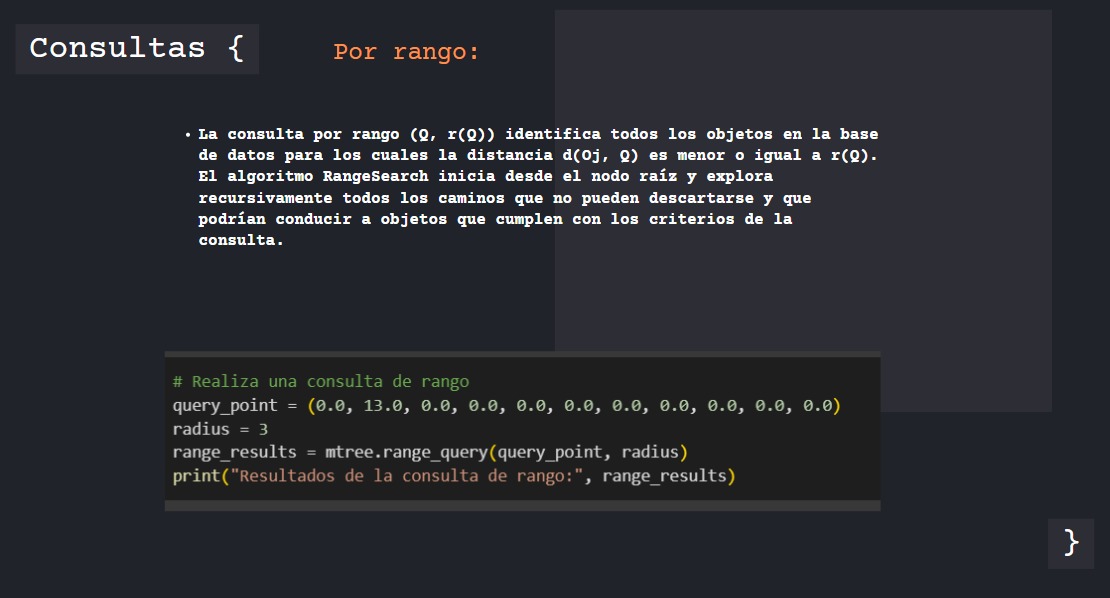 Consultas {
Por rango:
• La consulta por rango (Q, r(Q)) identifica todos los objetos en la base
de datos para los cuales la distancia d(Oj, Q) es menor o igual a r(Q).
El algoritmo RangeSearch inicia desde el nodo raíz y explora
recursivamente todos los caminos que no pueden descartarse y que
podrían conducir a objetos que cumplen con los criterios de la
consulta.
# Realiza una consulta de rango
query_point = (0.0, 13.0, 0.0, 0.0, 0.0, 0.0, 0.0, 0.0, 0.0, 0.0, 0.0)
radius = 3
range_results = mtree.range_query(query_point, radius)
print("Resultados de la consulta de rango:", range_results)
}